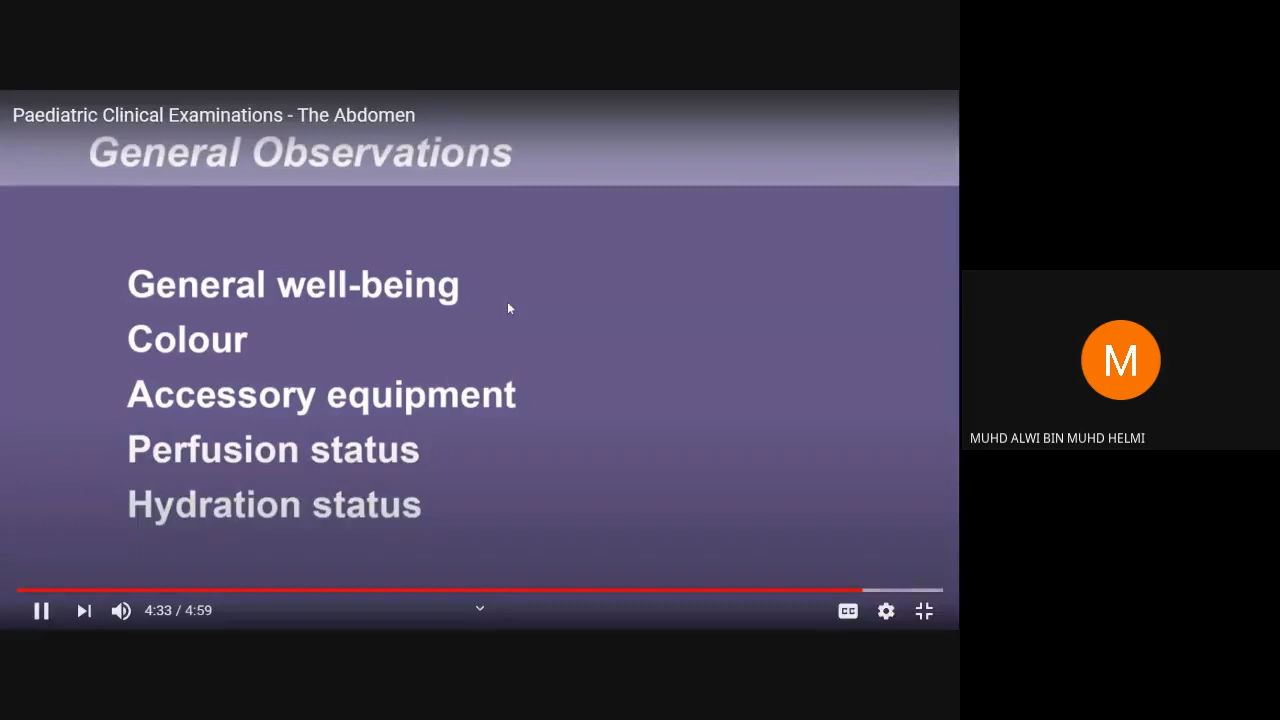 Paediatric Clinical Examinations - The Abdomen
General Observations
General well-being
Colour
Accessory equipment
Perfusion status
Hydration status
4:33 / 4:59
CC
M
MUHD ALWI BIN MUHD HELMI